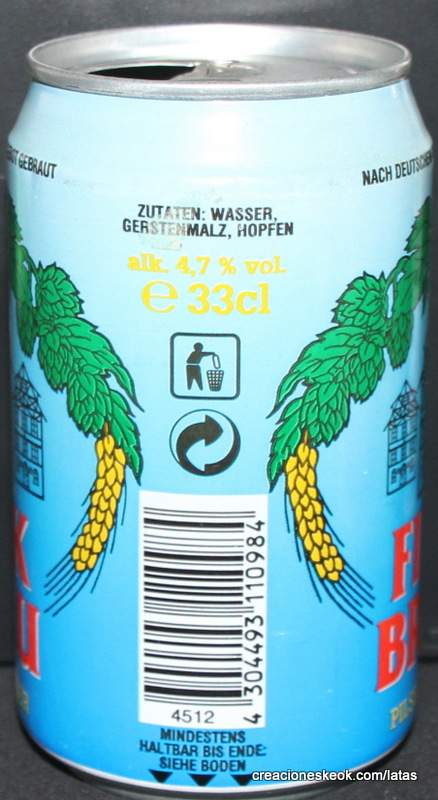 GEBRAUT
NACH DEUTSCHEM
ZUTATEN: WASSER,
GERSTENMALZ, HOPFEN
alk. 4,7 % vol.
e 33cl
4 304493 110984
4512
MINDESTENS
HALTBAR BIS ENDE:
SIEHE BODEN
creacioneskeok.com/latas